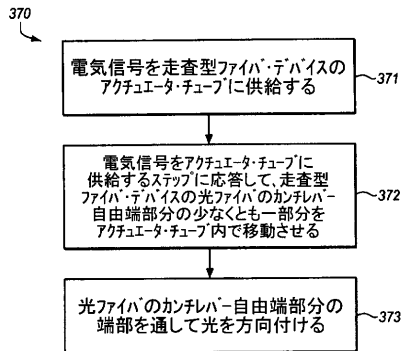 370
電気信号を走査型ファイバ・デバイスの
アクチュエータ・チューブに供給する
371
電気信号をアクチュエータ・チューブに
供給するステップに応答して、走査型
ファイバ・デバイスの光ファイバのカンチレバー
自由端部分の少なくとも一部分を
アクチュエータ・チューブ内で移動させる
372
光ファイバのカンチレバー自由端部分の
端部を通して光を方向付ける
373